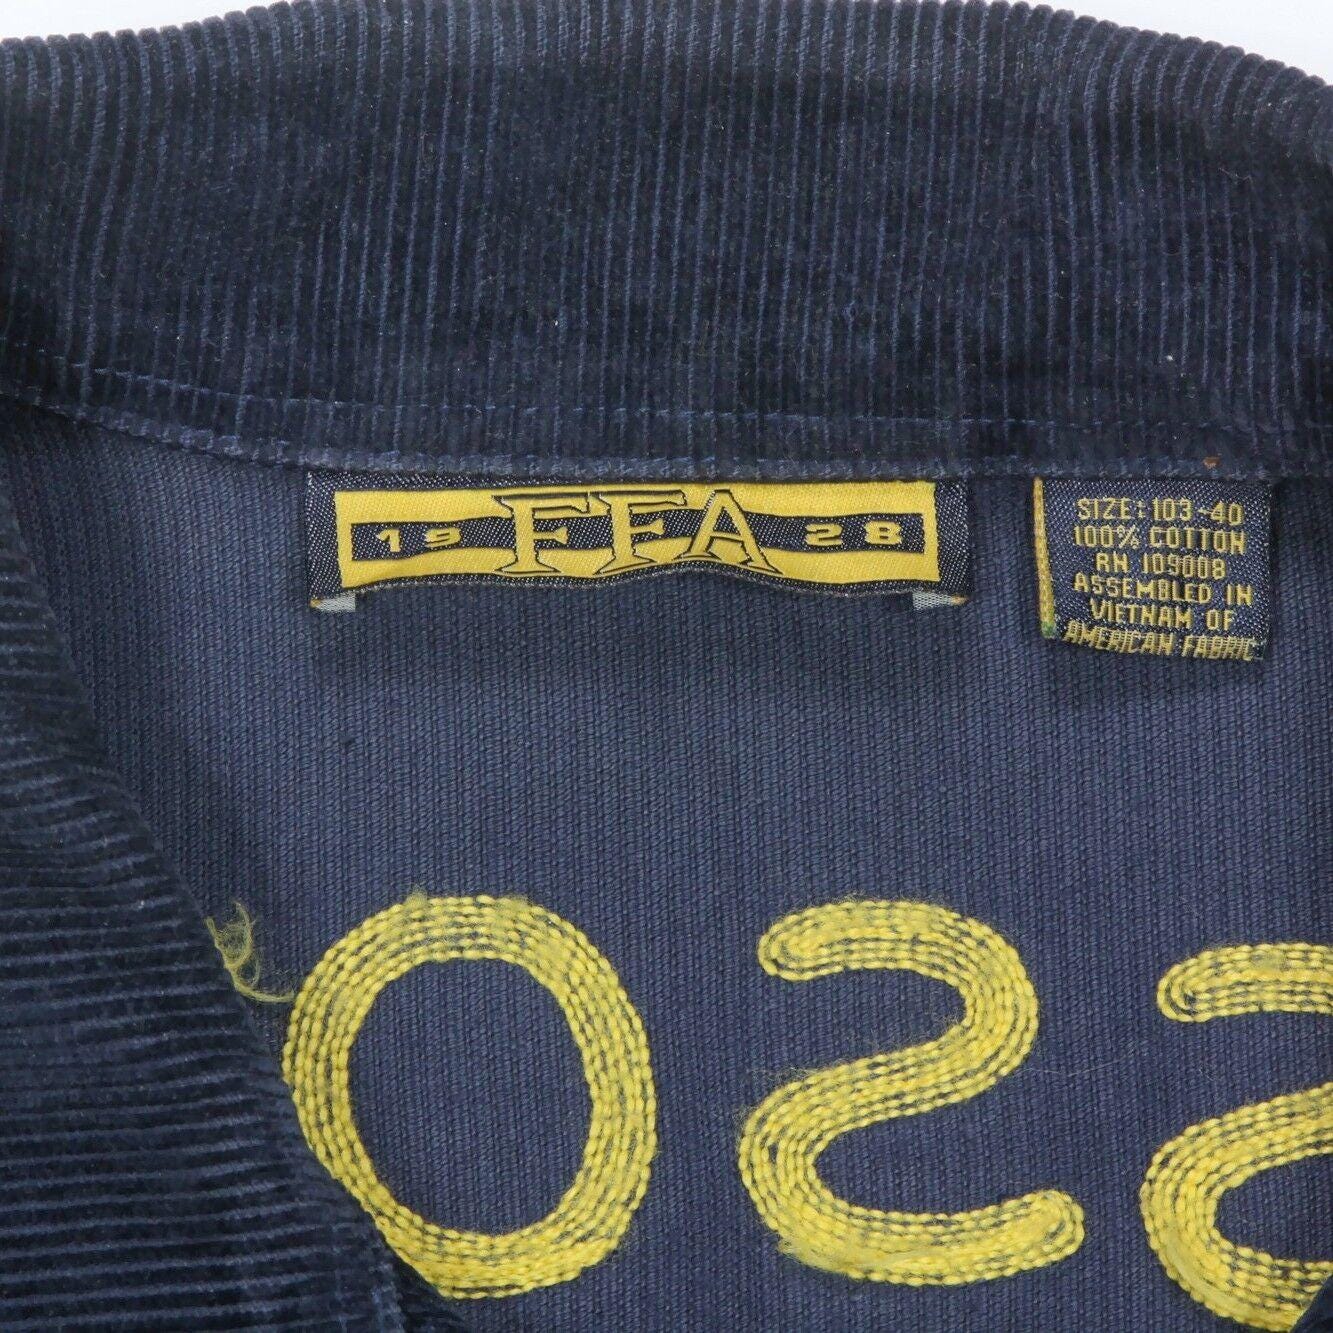 19 FFA 28
SIZE: 103-40
100% COTTON
RN 109008
ASSEMBLED IN
VIETNAM OF
AMERICAN FABRIC